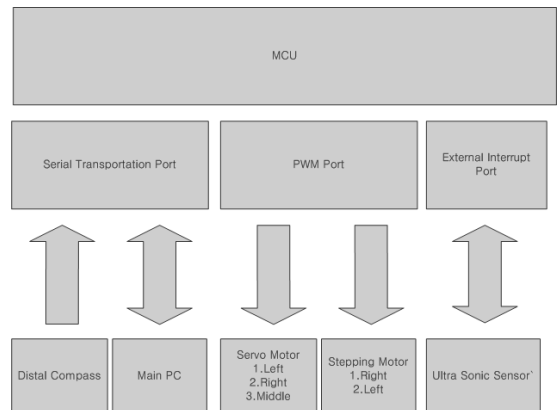 MCU
Serial Transportation Port
PWM Port
External Interrupt
Port
Distal Compass
Main PC
Servo Motor
1.Left
2.Right
3.Middle
Stepping Motor
1.Right
2.Left
Ultra Sonic Sensor`